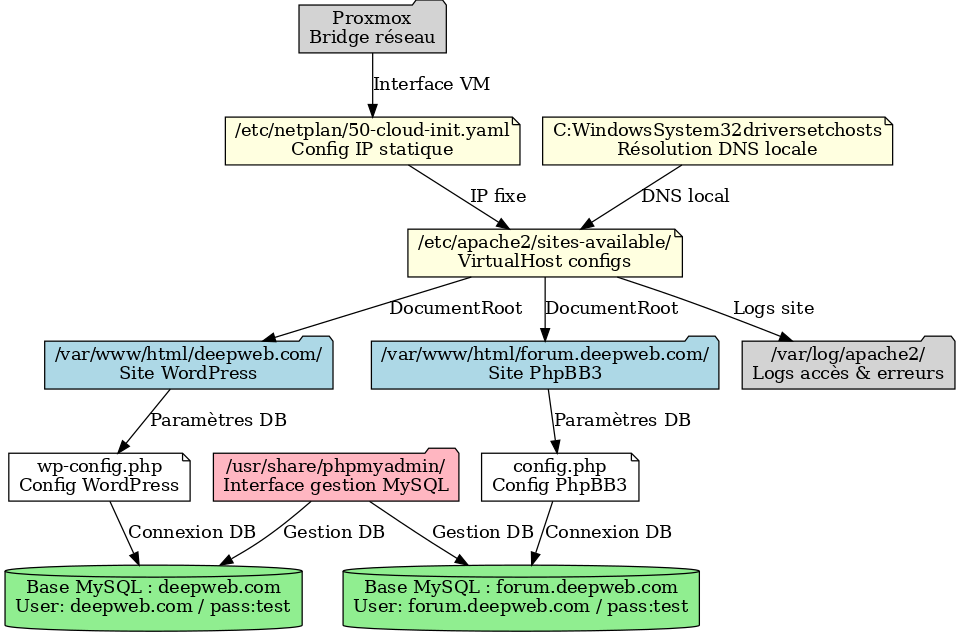 Proxmox
Bridge réseau
Interface VM
/etc/netplan/50-cloud-init.yaml
Config IP statique
C:WindowsSystem32driversetchosts
Résolution DNS locale
IP fixe
DNS local
/etc/apache2/sites-available/
VirtualHost configs
DocumentRoot
DocumentRoot
Logs site
/var/www/html/deepweb.com/
Site WordPress
/var/www/html/forum.deepweb.com/
Site PhpBB3
/var/log/apache2/
Logs accès & erreurs
Paramètres DB
Paramètres DB
wp-config.php
Config WordPress
/usr/share/phpmyadmin/
Interface gestion MySQL
config.php
Config PhpBB3
Connexion DB
Gestion DB
Gestion DB
Connexion DB
Base MySQL : deepweb.com
User: deepweb.com / pass:test
Base MySQL : forum.deepweb.com
User: forum.deepweb.com / pass:test